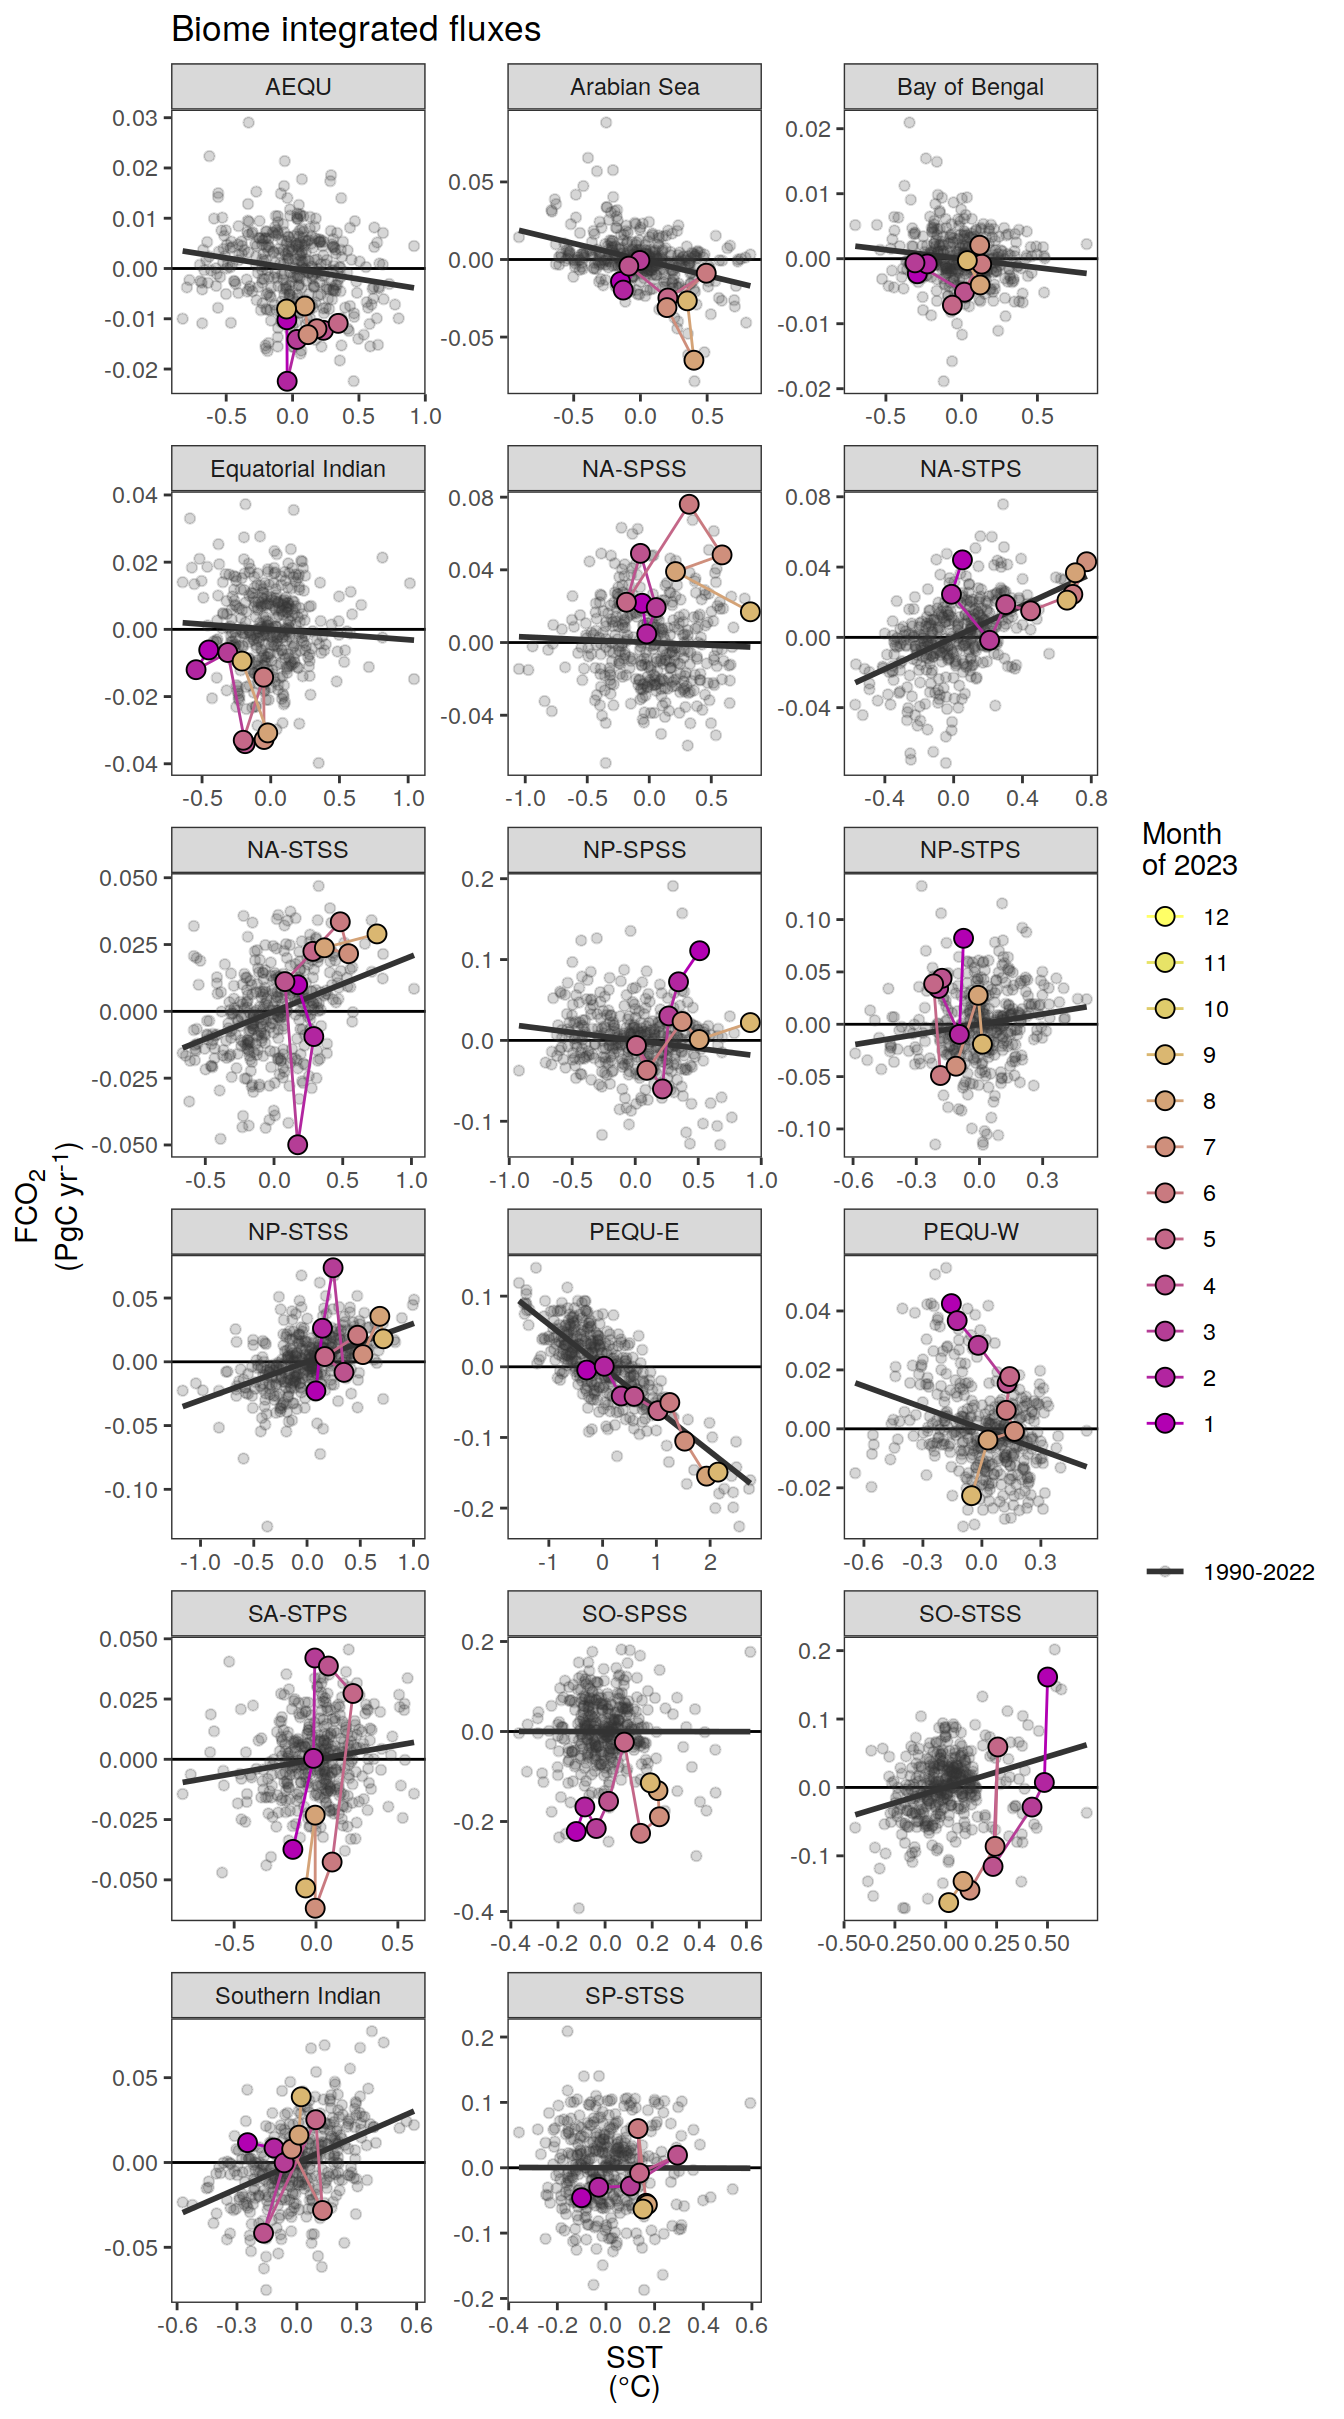 Biome integrated fluxes
AEQU
Arabian Sea
Bay of Bengal
0.03
0.02
0.01
0.00
-0.01
-0.02
0.05
0.00
-0.05
0.02
0.01
0.00
-0.01
-0.02
-0.5 0.0 0.5 1.0
-0.5 0.0 0.5
-0.5 0.0 0.5
Equatorial Indian
NA-SPSS
NA-STPS
0.04
0.02
0.00
-0.02
-0.04
0.08
0.04
0.00
-0.04
0.08
0.04
0.00
-0.04
-0.5 0.0 0.5 1.0
-1.0 -0.5 0.0 0.5
-0.4 0.0 0.4 0.8
NA-STSS
NP-SPSS
NP-STPS
0.050
0.025
0.000
-0.025
-0.050
0.2
0.1
0.0
-0.1
0.10
0.05
0.00
-0.05
-0.10
-0.5 0.0 0.5 1.0
-1.0 -0.5 0.0 0.5 1.0
-0.6 -0.3 0.0 0.3
NP-STSS
PEQU-E
PEQU-W
0.05
0.00
-0.05
-0.10
0.1
0.0
-0.1
-0.2
0.04
0.02
0.00
-0.02
-1.0 -0.5 0.0 0.5 1.0
-1 0 1 2
-0.6 -0.3 0.0 0.3
SA-STPS
SO-SPSS
SO-STSS
0.050
0.025
0.000
-0.025
-0.050
0.2
0.0
-0.2
-0.4
0.2
0.1
0.0
-0.1
-0.5 0.0 0.5
-0.4 -0.2 0.0 0.2 0.4 0.6
-0.50 -0.25 0.00 0.25 0.50
Southern Indian
SP-STSS
0.05
0.00
-0.05
0.2
0.1
0.0
-0.1
-0.2
-0.6 -0.3 0.0 0.3 0.6
-0.4 -0.2 0.0 0.2 0.4 0.6
SST
(°C)
FCO₂
(PgC yr⁻¹)
Month
of 2023
12
11
10
9
8
7
6
5
4
3
2
1
1990-2022